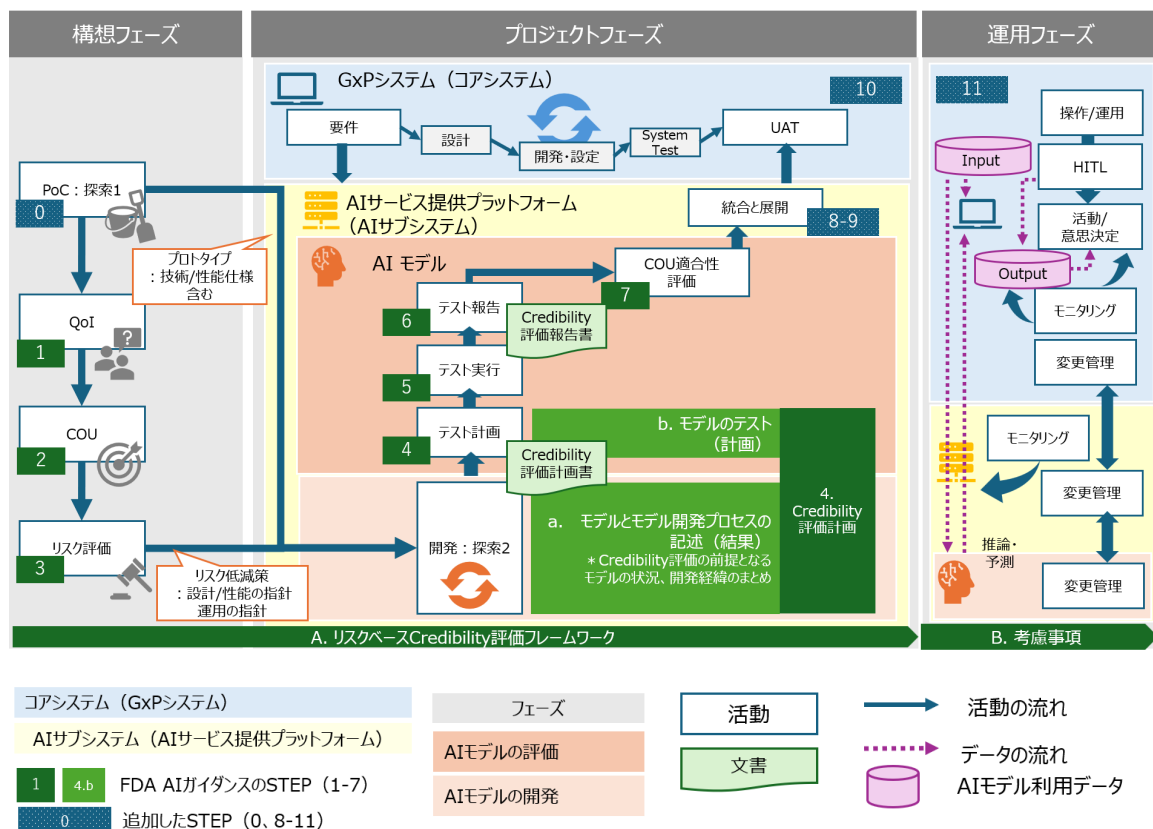 構想フェーズ
プロジェクトフェーズ
運用フェーズ
PoC：探索1
0
プロトタイプ
：技術/性能仕様
含む
QoI
?
1
COU
2
リスク評価
3
リスク低減策
：設計/性能の指針
運用の指針
GxPシステム（コアシステム）
10
要件
設計
開発・設定
System
Test
UAT
AIサービス提供プラットフォーム
（AIサブシステム）
統合と展開
8-9
AI モデル
COU適合性
評価
7
テスト報告
6
Credibility
評価報告書
テスト実行
5
テスト計画
4
Credibility
評価計画書
b. モデルのテスト
（計画）
開発：探索2
a. モデルとモデル開発プロセスの
記述（結果）
＊Credibility評価の前提となる
モデルの状況、開発経緯のまとめ
4.
Credibility
評価計画
11
操作/運用
Input
HITL
活動/
意思決定
Output
モニタリング
変更管理
モニタリング
変更管理
推論・
予測
変更管理
A. リスクベースCredibility評価フレームワーク
B. 考慮事項
コアシステム（GxPシステム）
AIサブシステム（AIサービス提供プラットフォーム）
1
4.b
FDA AIガイダンスのSTEP（1-7）
0
追加したSTEP（0、8-11）
フェーズ
AIモデルの評価
AIモデルの開発
活動
文書
活動の流れ
データの流れ
AIモデル利用データ